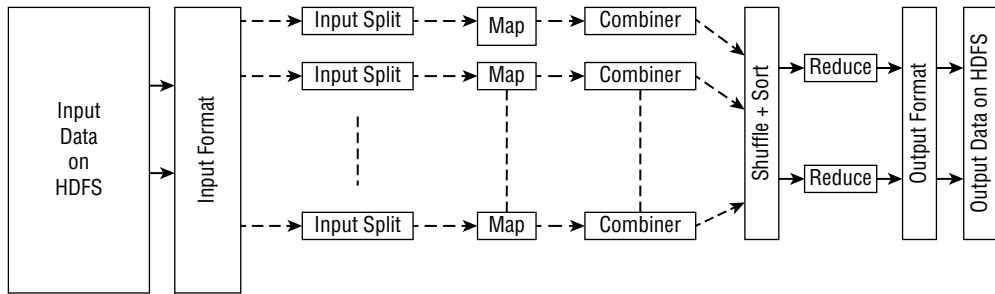 Input
Data
on
HDFS
Input Format
Input Split
Map
Combiner
Input Split
Map
Combiner
Input Split
Map
Combiner
Shuffle + Sort
Reduce
Reduce
Output Format
Output Data on HDFS